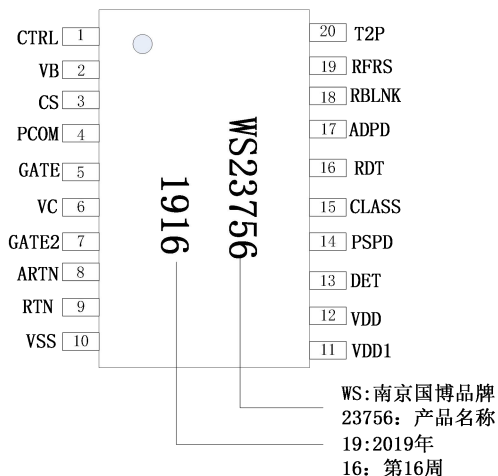 CTRL 1
VB 2
CS 3
PCOM 4
GATE 5
VC 6
GATE2 7
ARTN 8
RTN 9
VSS 10
20 T2P
19 RFRS
18 RBLNK
17 ADPD
16 RDT
15 CLASS
14 PSPD
13 DET
12 VDD
11 VDD1
WS23756
1916
WS:南京国博品牌
23756：产品名称
19:2019年
16：第16周